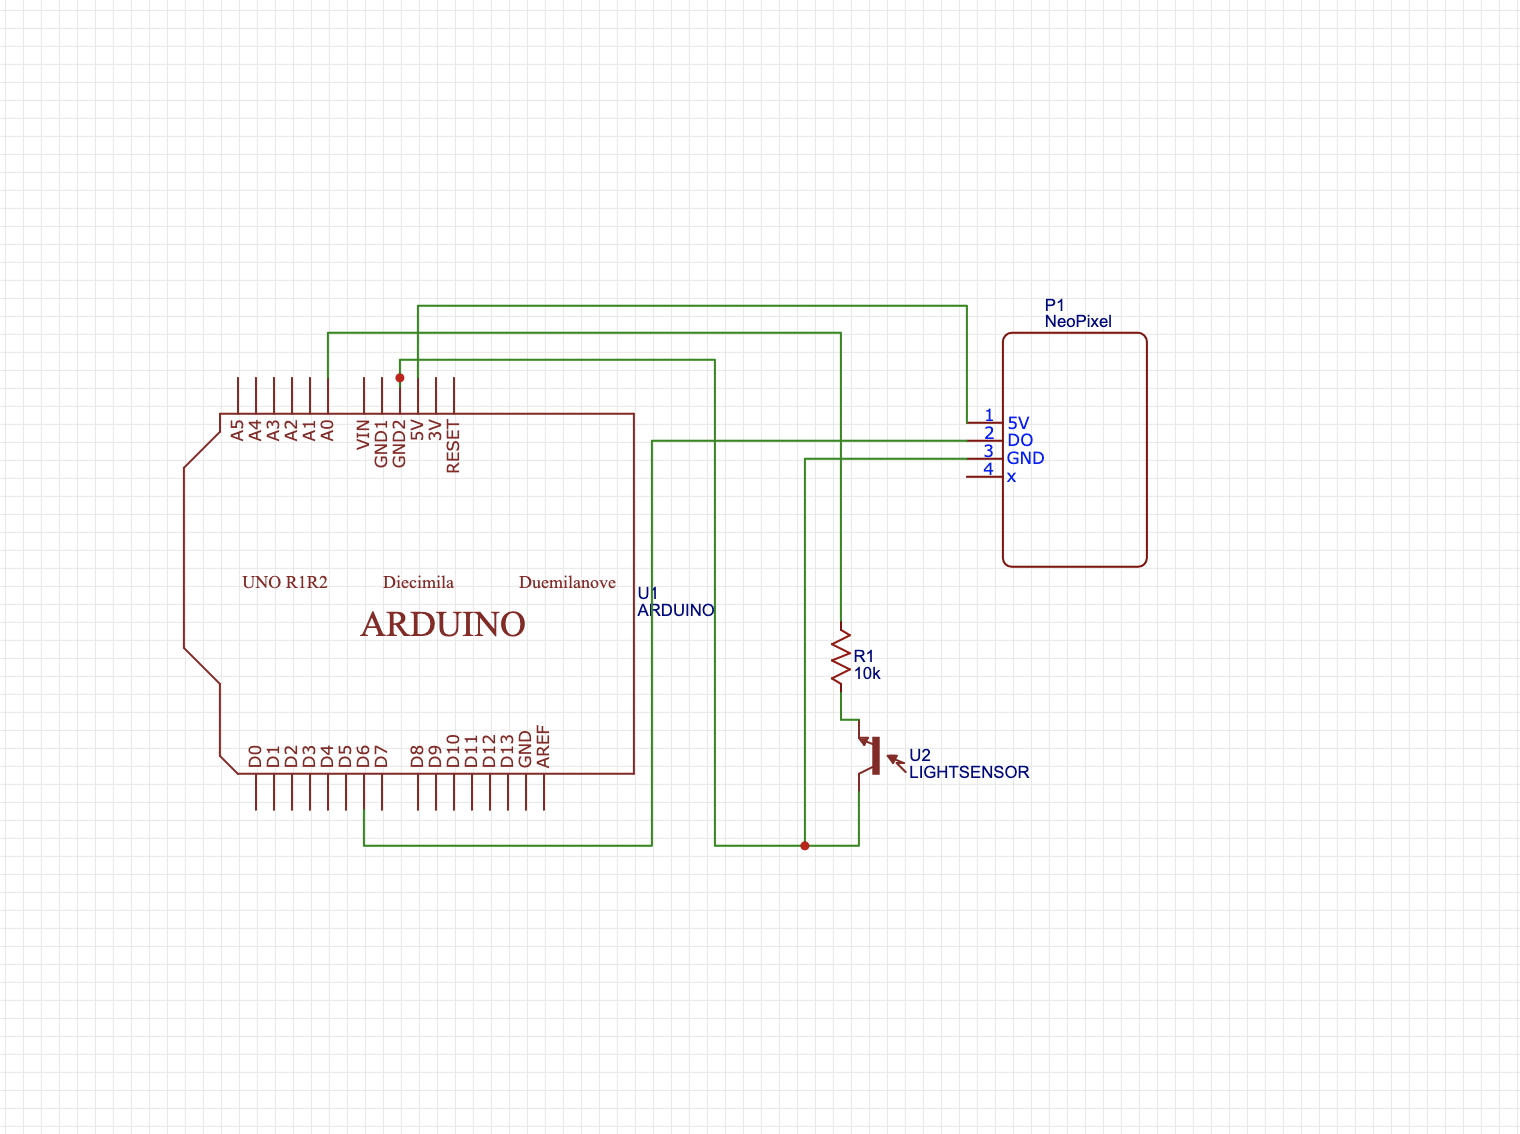 P1
NeoPixel
A5
A4
A3
A2
A1
A0
VIN
GND1
GND2
5V
3V
RESET
1
5V
2
DO
3
GND
4
x
UNO R1R2
Diecimila
Duemilanove
ARDUINO
U1
ARDUINO
R1
10k
D0
D1
D2
D3
D4
D5
D6
D7
D8
D9
D10
D11
D12
D13
GND
AREF
U2
LIGHTSENSOR